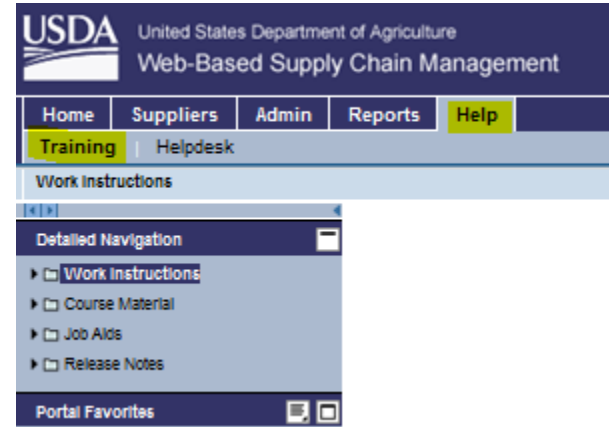 USDA United States Department of Agriculture
Web-Based Supply Chain Management
Home Suppliers Admin Reports Help
Training | Helpdesk
Work Instructions
Detailed Navigation
Work Instructions
Course Material
Job Aids
Release Notes
Portal Favorites